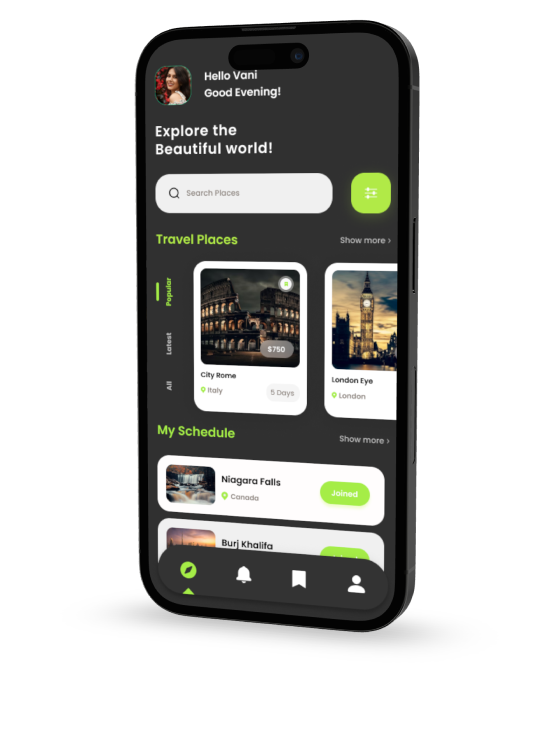 Hello Vani
Good Evening!
Explore the
Beautiful world!
Search Places
Travel Places
Show more ›
Popular
Latest
All
$750
City Rome
Italy
5 Days
London Eye
London
My Schedule
Show more ›
Niagara Falls
Canada
Joined
Burj Khalifa